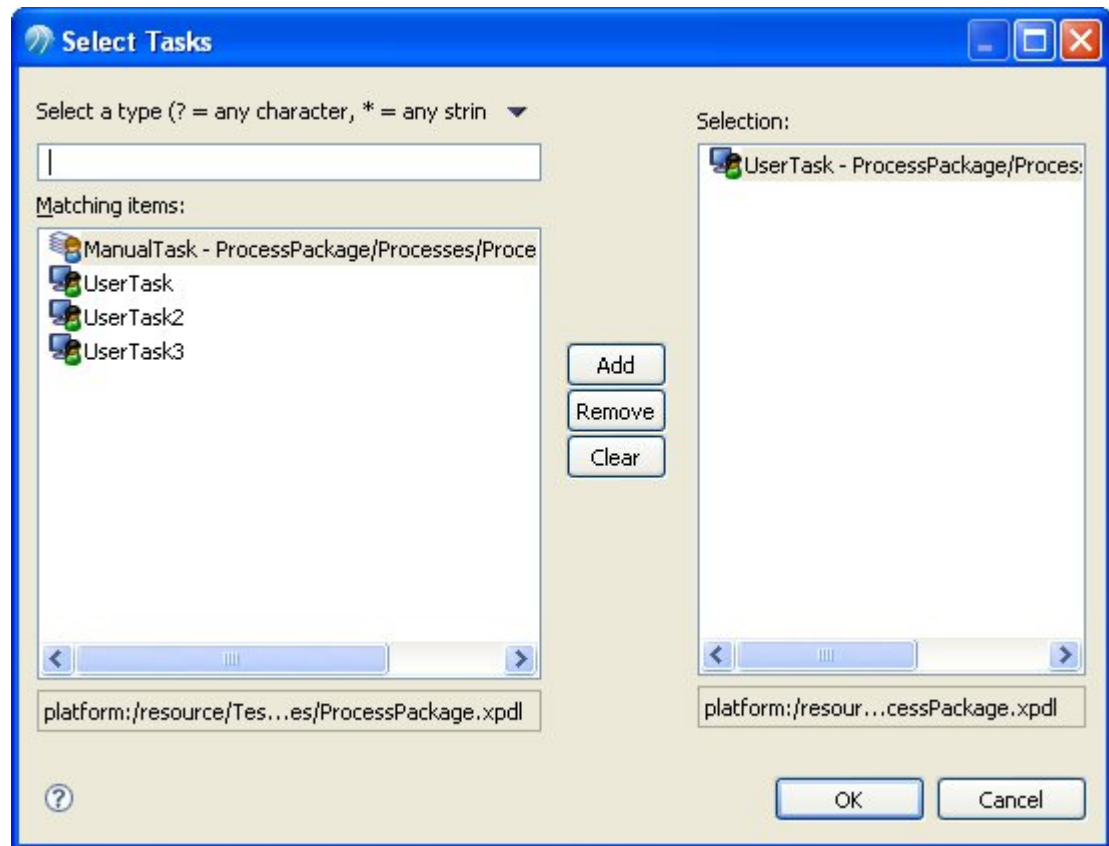 Select Tasks
Select a type (? = any character, * = any strin
Selection:
UserTask - ProcessPackage/Process
Matching items:
ManualTask - ProcessPackage/Processes/Proce
UserTask
UserTask2
UserTask3
Add
Remove
Clear
platform:/resource/Tes...es/ProcessPackage.xpdl
platform:/resour...cessPackage.xpdl
?
OK
Cancel